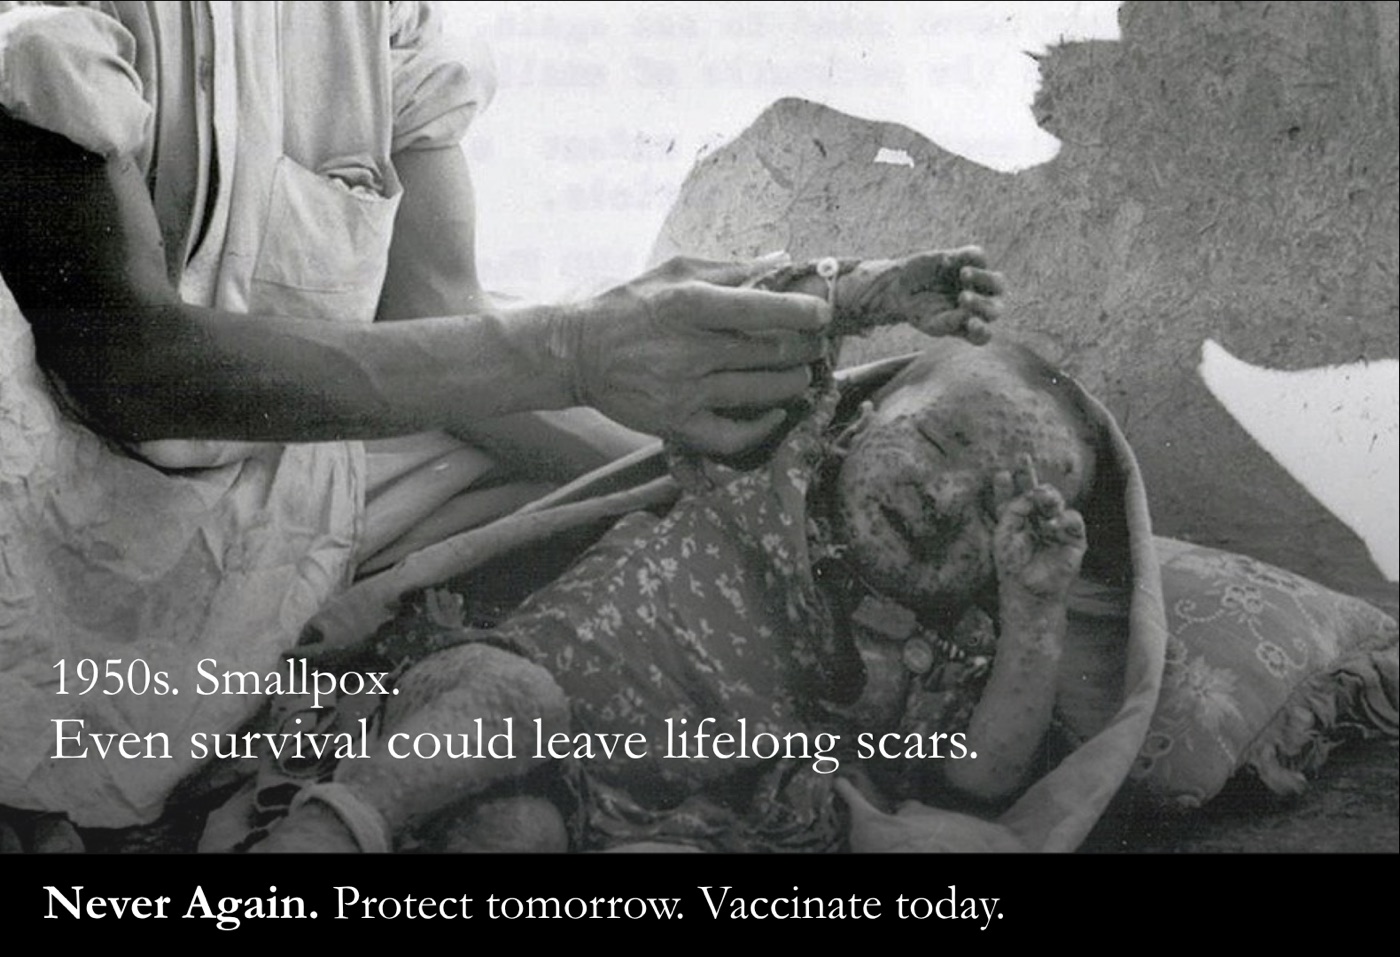 1950s. Smallpox.
Even survival could leave lifelong scars.
Never Again. Protect tomorrow. Vaccinate today.